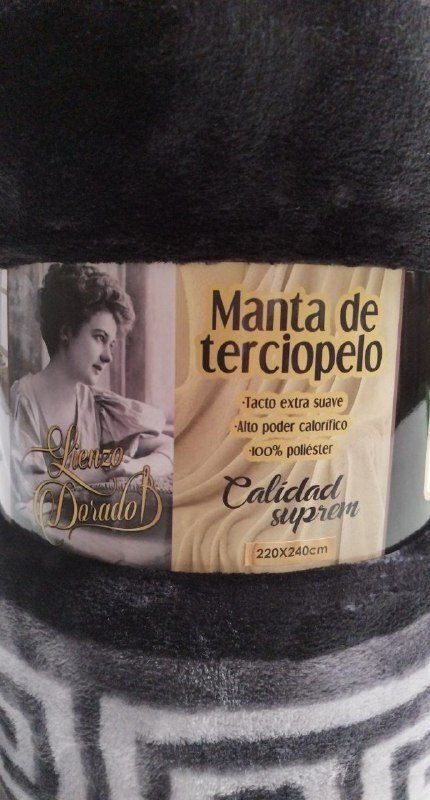 Lienzo
Dorado
Manta de
terciopelo
·Tacto extra suave
·Alto poder calorífico
·100% poliéster
Calidad
suprem
220X240cm